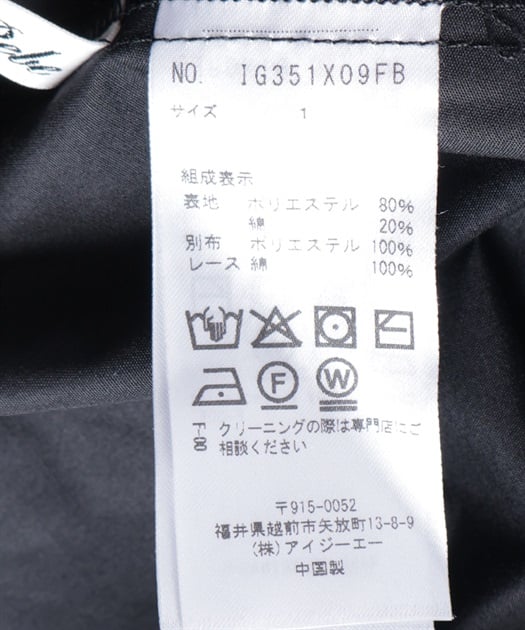 NO. IG351X09FB
サイズ 1
組成表示
表地 ポリエステル 80%
綿 20%
別布 ポリエステル 100%
レース 綿 100%
F W
クリーニングの際は専門店にご
相談ください
〒915-0052
福井県越前市矢放町13-8-9
(株)アイジーエー
中国製